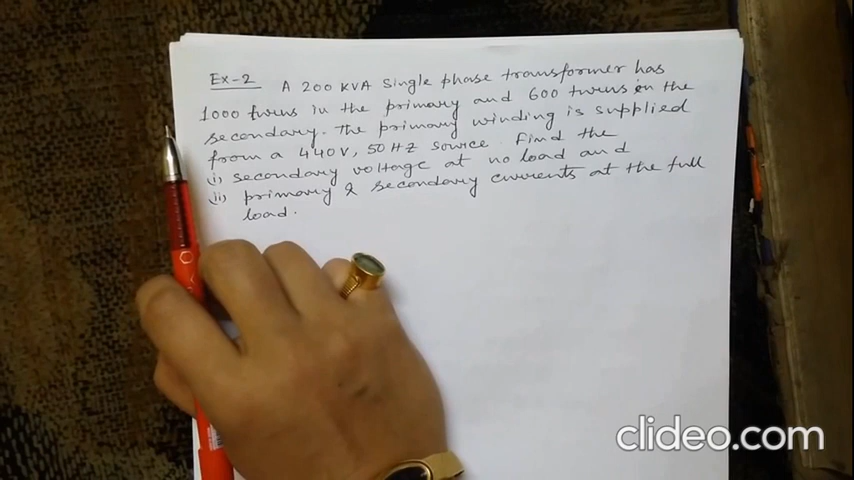 Ex-2 A 200 KVA Single phase transformer has
1000 turns in the primary and 600 turns in the
secondary. The primary winding is supplied
from a 440V, 50HZ source. Find the
(i) secondary voltage at no load and
(ii) primary & secondary currents at the full
load.
clideo.com